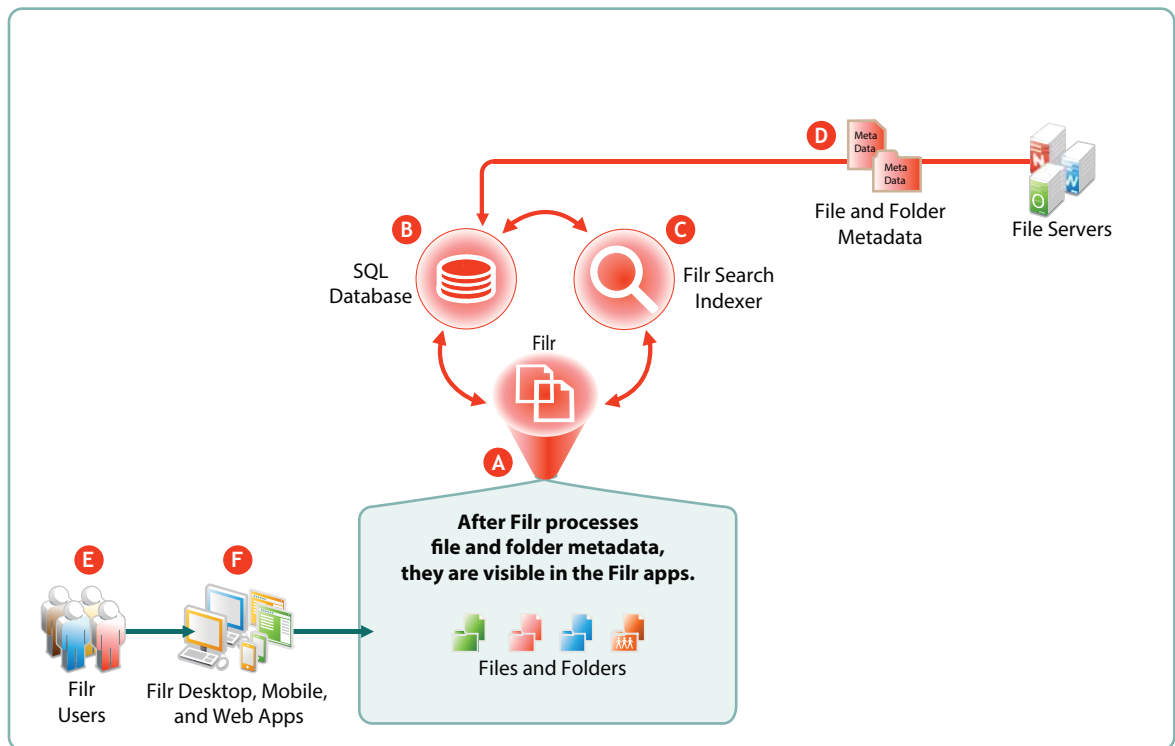 D
Meta
Data
Meta
Data
N
W
O
File and Folder
Metadata
File Servers
B
C
SQL
Database
Filr Search
Indexer
Filr
A
After Filr processes
file and folder metadata,
they are visible in the Filr apps.
Files and Folders
E
F
Filr
Users
Filr Desktop, Mobile,
and Web Apps